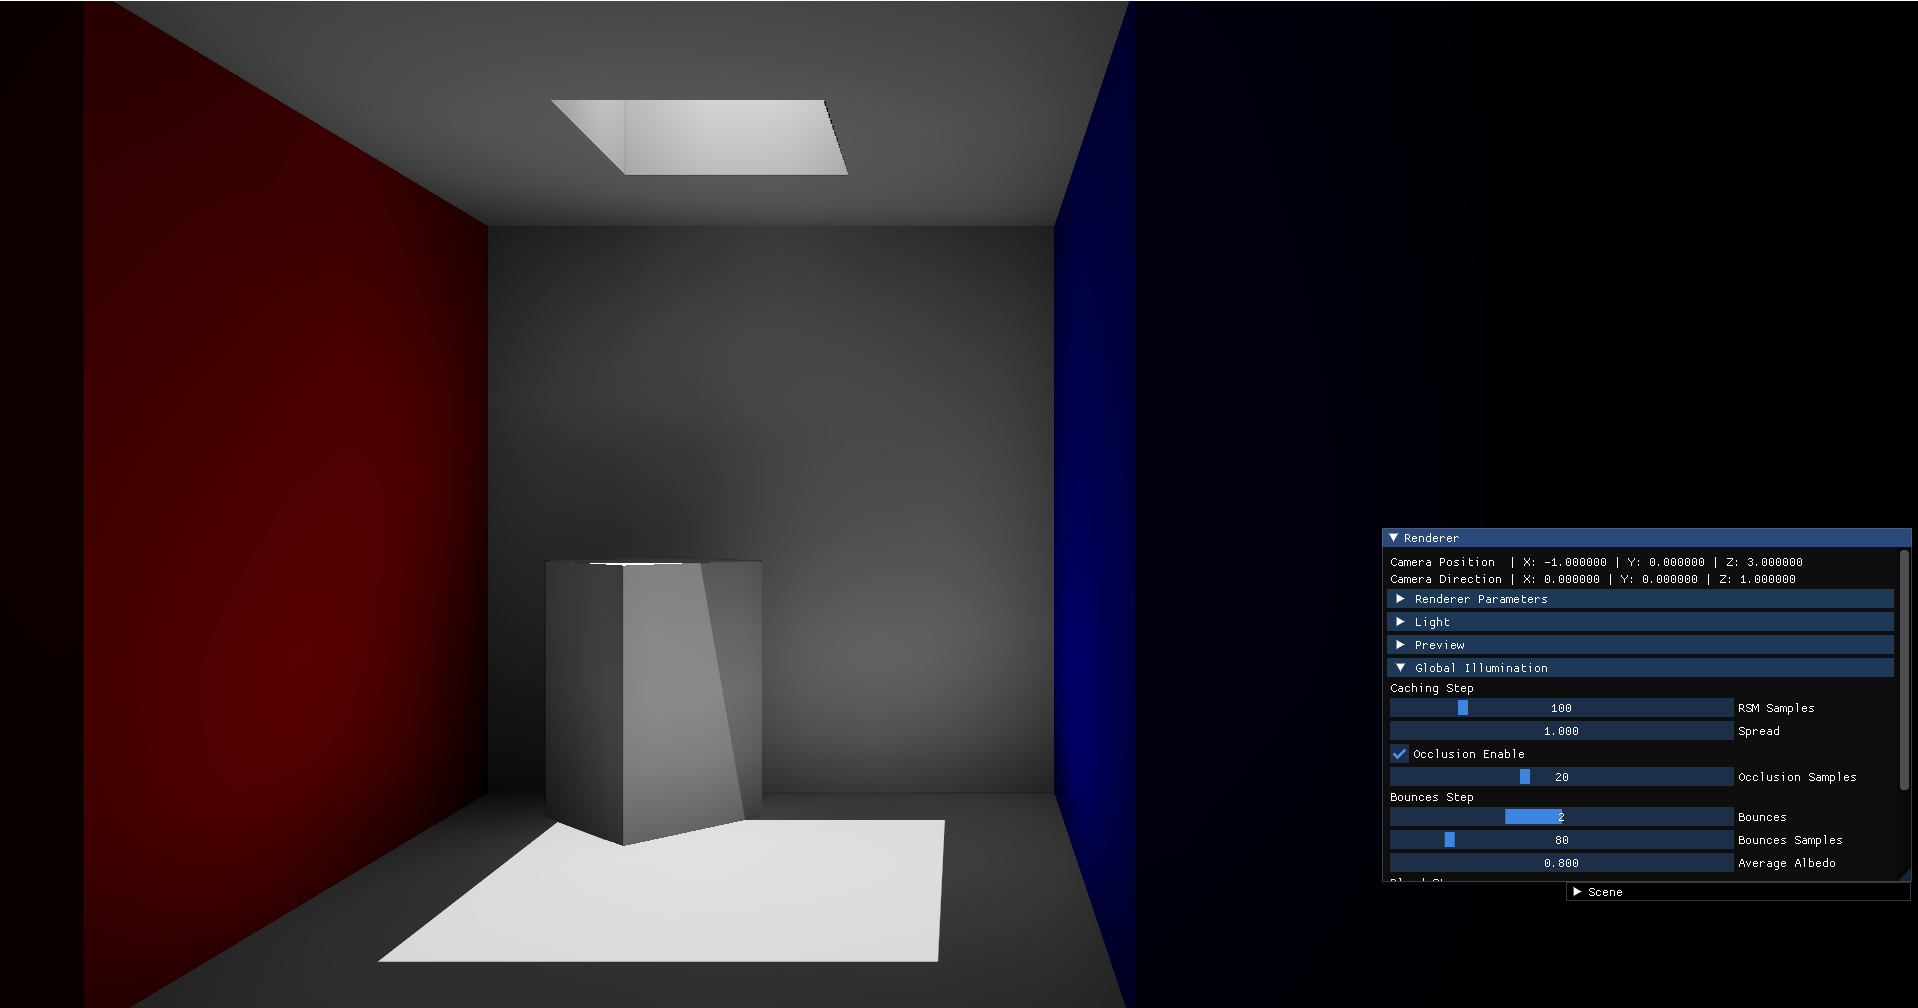 Renderer
Camera Position | X: -1.000000 | Y: 0.000000 | Z: 3.000000
Camera Direction | X: 0.000000 | Y: 0.000000 | Z: 1.000000
Renderer Parameters
Light
Preview
Global Illumination
Caching Step
100 RSM Samples
1.000 Spread
Occlusion Enable
20 Occlusion Samples
Bounces Step
2 Bounces
80 Bounces Samples
0.800 Average Albedo
Scene